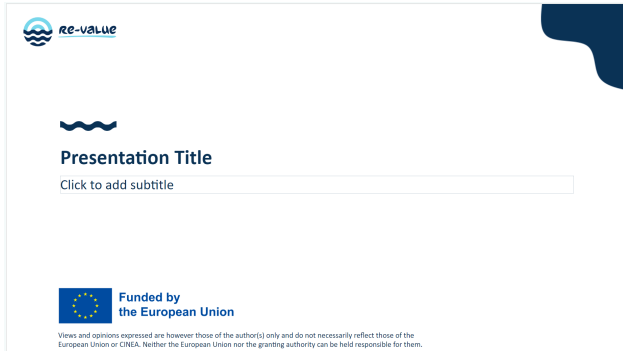 Re-Value
Presentation Title
Click to add subtitle
Funded by
the European Union
Views and opinions expressed are however those of the author(s) only and do not necessarily reflect those of the
European Union or CINEA. Neither the European Union nor the granting authority can be held responsible for them.